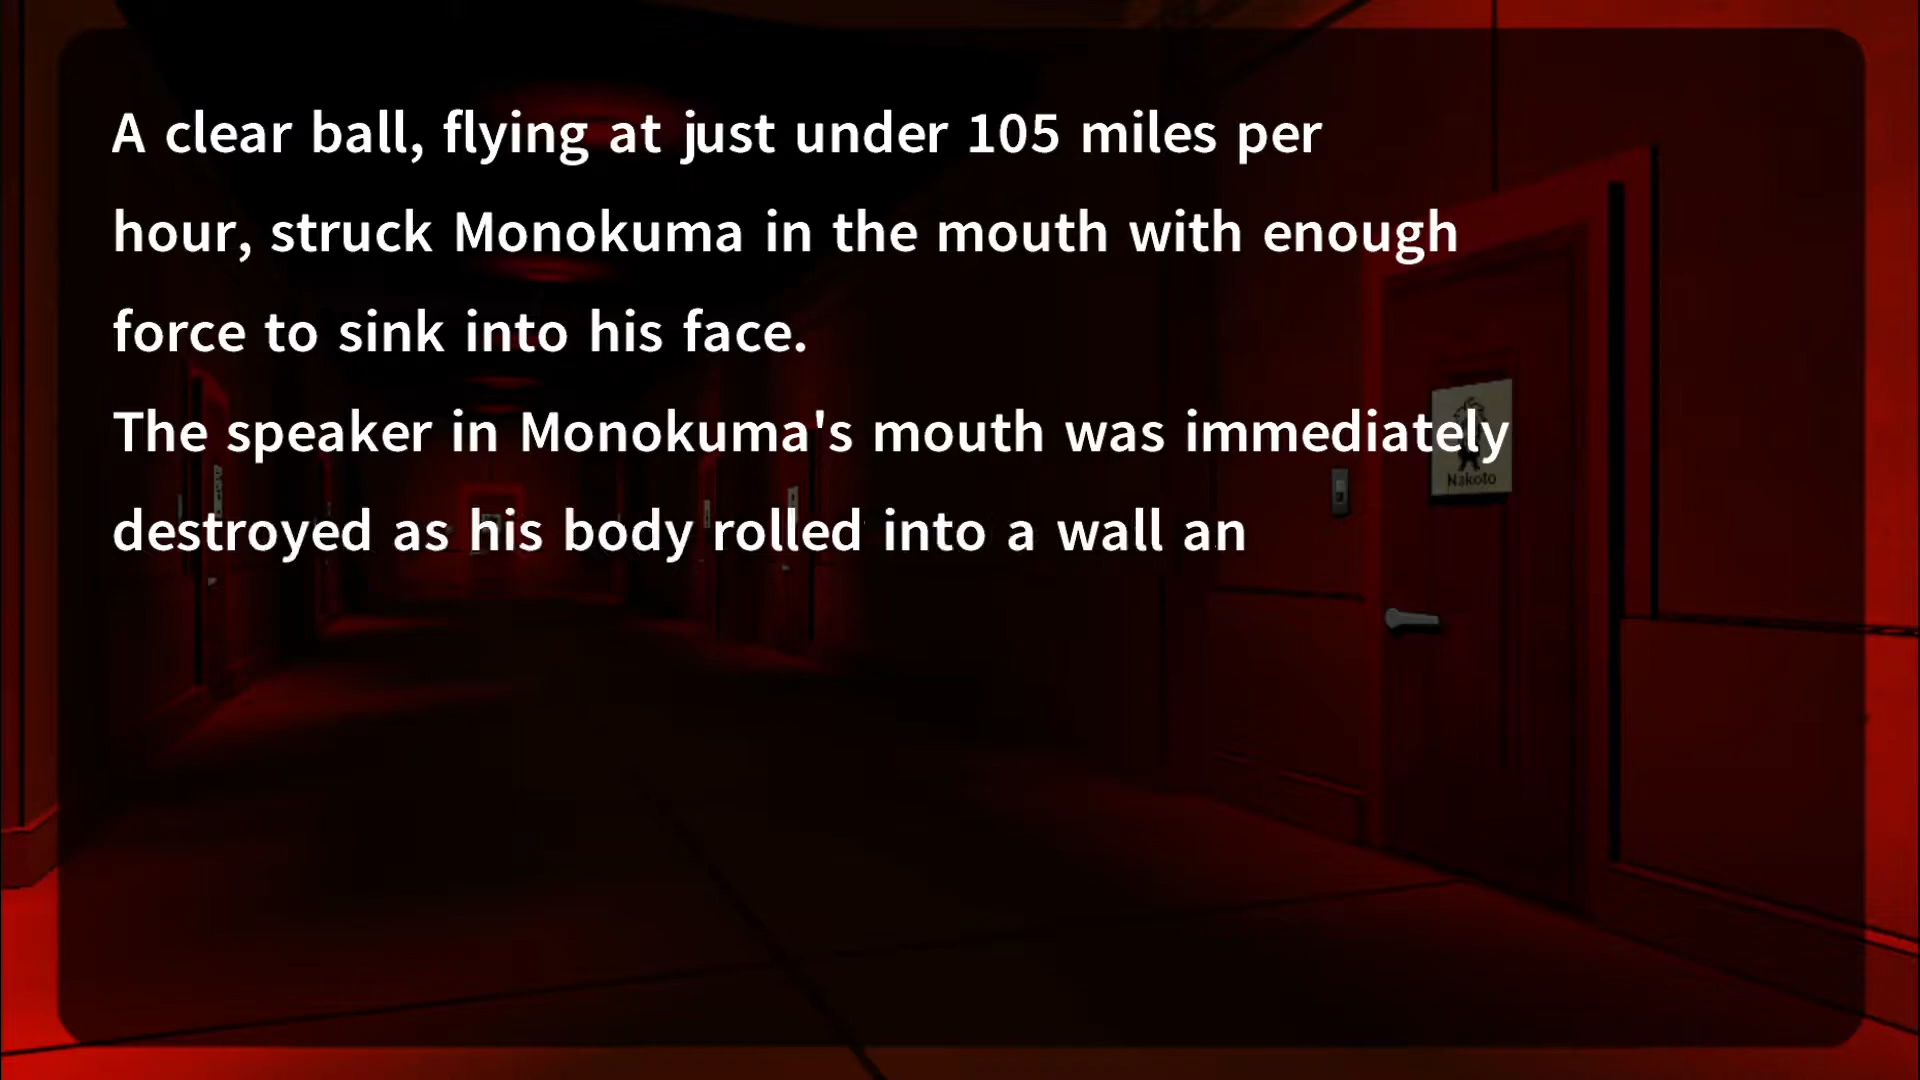 A clear ball, flying at just under 105 miles per
hour, struck Monokuma in the mouth with enough
force to sink into his face.
The speaker in Monokuma's mouth was immediately
destroyed as his body rolled into a wall an
Nakoto